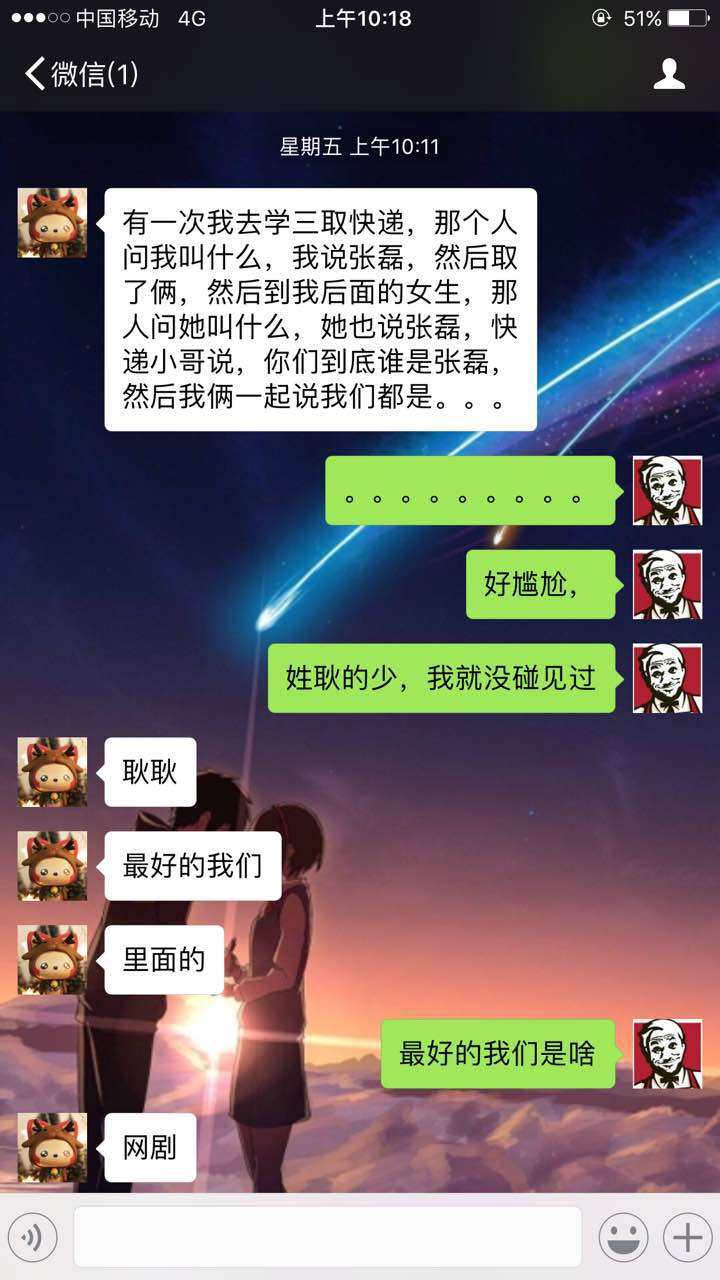 中国移动 4G 上午10:18 51%
微信(1)
星期五 上午10:11
有一次我去学三取快递，那个人
问我叫什么，我说张磊，然后取
了俩，然后到我后面的女生，那
人问她叫什么，她也说张磊，快
递小哥说，你们到底谁是张磊，
然后我俩一起说我们都是。。。
。。。。。。。。。
好尴尬，
姓耿的少，我就没碰见过
耿耿
最好的我们
里面的
最好的我们是啥
网剧